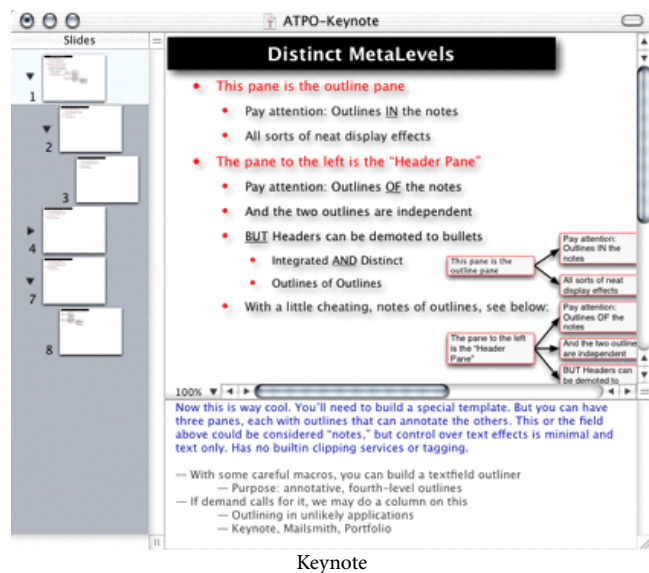 ATPO-Keynote
Slides
1
2
3
4
7
8
Distinct MetaLevels
• This pane is the outline pane
• Pay attention: Outlines IN the notes
• All sorts of neat display effects
• The pane to the left is the “Header Pane”
• Pay attention: Outlines OF the notes
• And the two outlines are independent
• BUT Headers can be demoted to bullets
• Integrated AND Distinct
• Outlines of Outlines
• With a little cheating, notes of outlines, see below:
This pane is the
outline pane
Pay attention:
Outlines IN the
notes
All sorts of neat
display effects
The pane to the left
is the “Header
Pane”
Pay attention:
Outlines OF the
notes
And the two outline
are independent
BUT Headers can
be demoted to
100%
Now this is way cool. You’ll need to build a special template. But you can have
three panes, each with outlines that can annotate the others. This or the field
above could be considered “notes,” but control over text effects is minimal and
text only. Has no builtin clipping services or tagging.
— With some careful macros, you can build a textfield outliner
— Purpose: annotative, fourth-level outlines
— If demand calls for it, we may do a column on this
— Outlining in unlikely applications
— Keynote, Mailsmith, Portfolio
Keynote